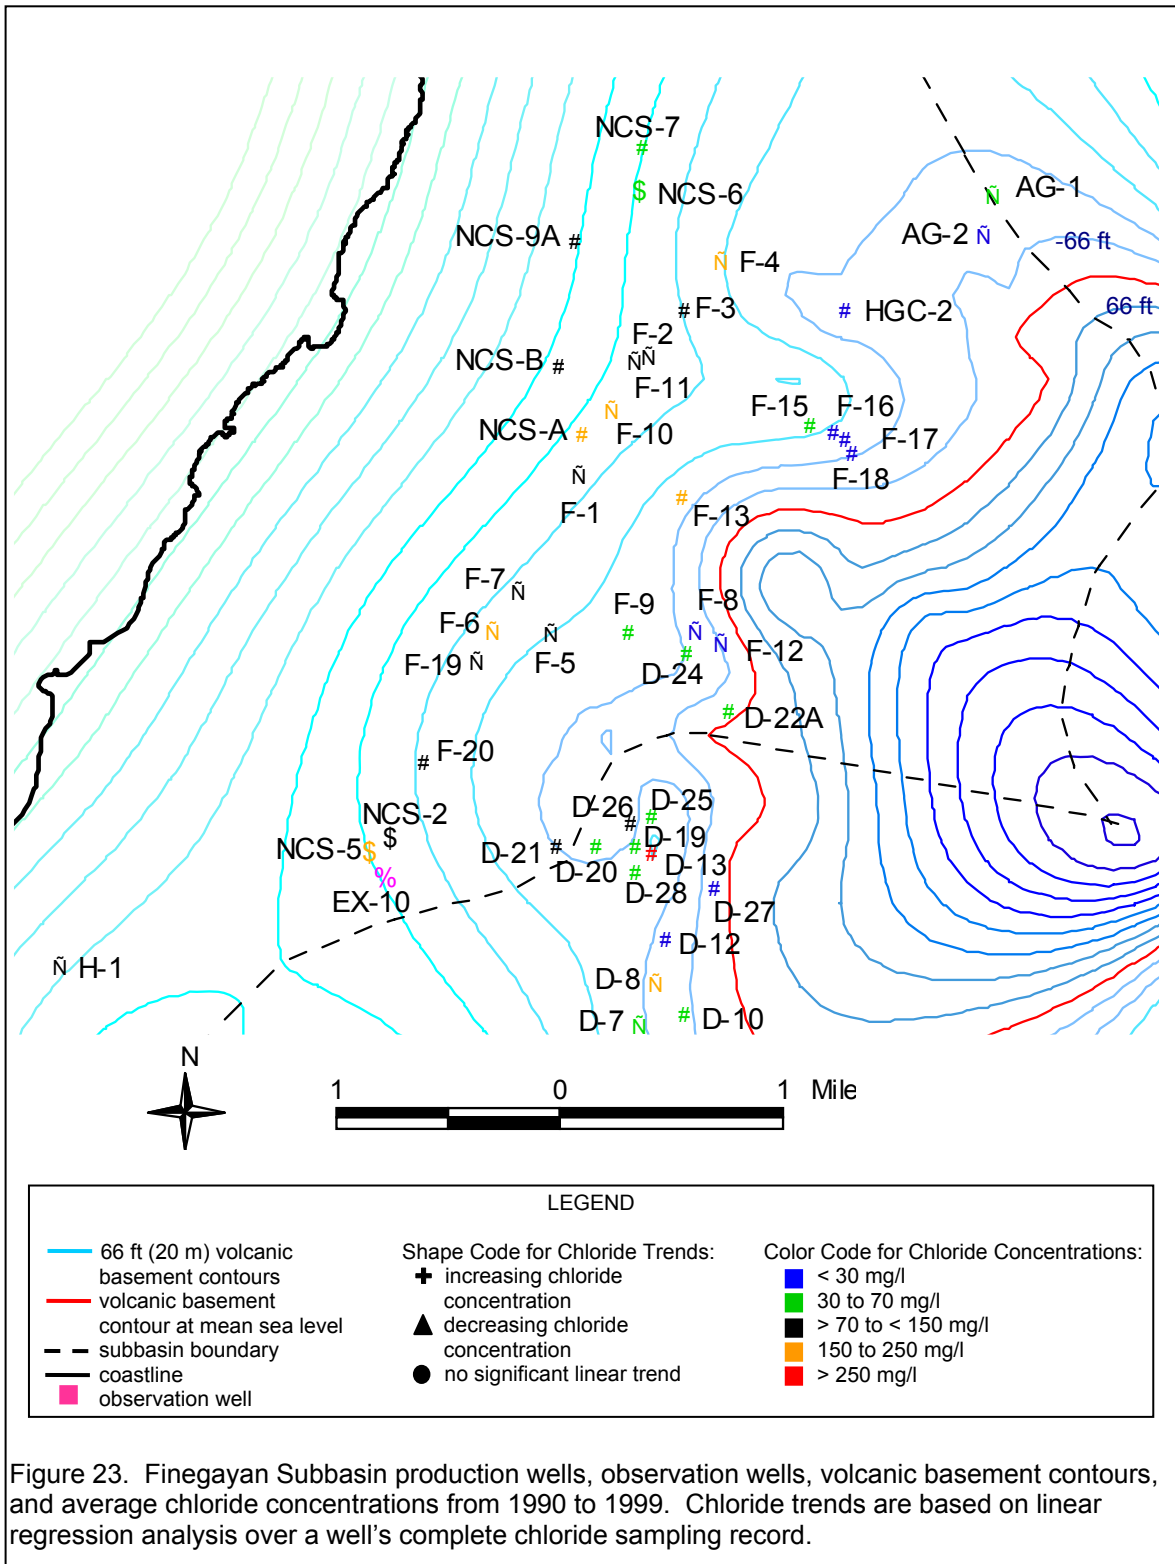 NCS-7
#
$ NCS-6
Ñ AG-1
AG-2 Ñ
-66 ft
NCS-9A #
Ñ F-4
66 ft
# F-3
# HGC-2
F-2
Ñ Ñ
NCS-B #
F-11
Ñ
F-10
NCS-A #
F-15 #
F-16
# # #
F-17
F-18
Ñ
F-1
#
F-13
F-7 Ñ
F-6 Ñ
F-19 Ñ
Ñ
F-5
F-9
#
F-8
Ñ Ñ
F-12
#
D-24
#
D-22A
F-20
#
NCS-2
$
NCS-5 $
%
EX-10
D-26 #
D-25
#
D-21 #
#
D-20
# D-19
# D-13
#
D-28
#
D-27
# D-12
D-8 Ñ
D-7 Ñ
# D-10
Ñ H-1
N
1 0 1 Mile
LEGEND
66 ft (20 m) volcanic
basement contours
volcanic basement
contour at mean sea level
subbasin boundary
coastline
observation well
Shape Code for Chloride Trends:
increasing chloride
concentration
decreasing chloride
concentration
no significant linear trend
Color Code for Chloride Concentrations:
< 30 mg/l
30 to 70 mg/l
> 70 to < 150 mg/l
150 to 250 mg/l
> 250 mg/l
Figure 23. Finegayan Subbasin production wells, observation wells, volcanic basement contours,
and average chloride concentrations from 1990 to 1999. Chloride trends are based on linear
regression analysis over a well's complete chloride sampling record.